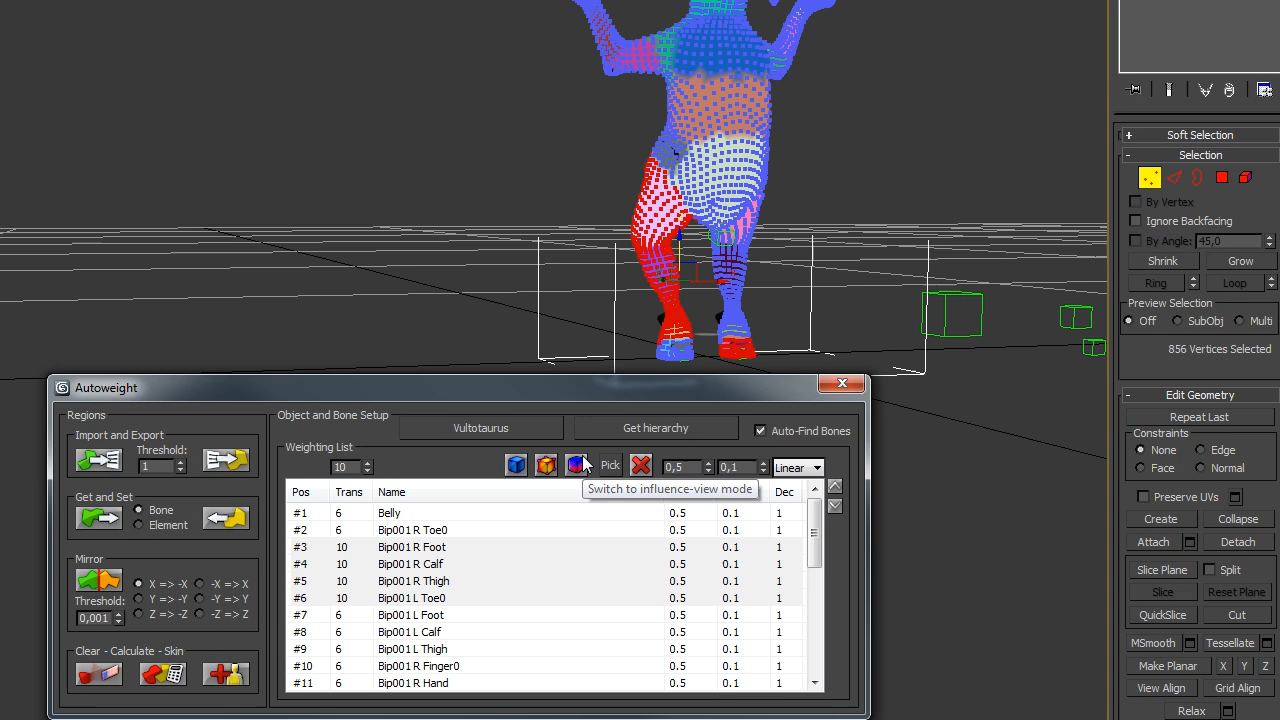 Soft Selection
Selection
By Vertex
Ignore Backfacing
By Angle: 45,0
Shrink Grow
Ring Loop
Preview Selection
Off SubObj Multi
856 Vertices Selected
Edit Geometry
Repeat Last
Constraints
None Edge
Face Normal
Preserve UVs
Create Collapse
Attach Detach
Slice Plane Split
Slice Reset Plane
QuickSlice Cut
MSmooth Tessellate
Make Planar X Y Z
View Align Grid Align
Relax
Autoweight
Regions
Import and Export
Threshold:
1
Get and Set
Bone
Element
Mirror
X => -X -X => X
Y => -Y -Y => Y
Z => -Z -Z => Z
Threshold:
0,001
Clear - Calculate - Skin
Object and Bone Setup
Vultotaurus Get hierarchy Auto-Find Bones
Weighting List
10 Pick 0,5 0,1 Linear
Switch to influence-view mode
Pos Trans Name Dec
#1 6 Belly 0.5 0.1 1
#2 6 Bip001 R Toe0 0.5 0.1 1
#3 10 Bip001 R Foot 0.5 0.1 1
#4 10 Bip001 R Calf 0.5 0.1 1
#5 10 Bip001 R Thigh 0.5 0.1 1
#6 10 Bip001 L Toe0 0.5 0.1 1
#7 6 Bip001 L Foot 0.5 0.1 1
#8 6 Bip001 L Calf 0.5 0.1 1
#9 6 Bip001 L Thigh 0.5 0.1 1
#10 6 Bip001 R Finger0 0.5 0.1 1
#11 6 Bip001 R Hand 0.5 0.1 1